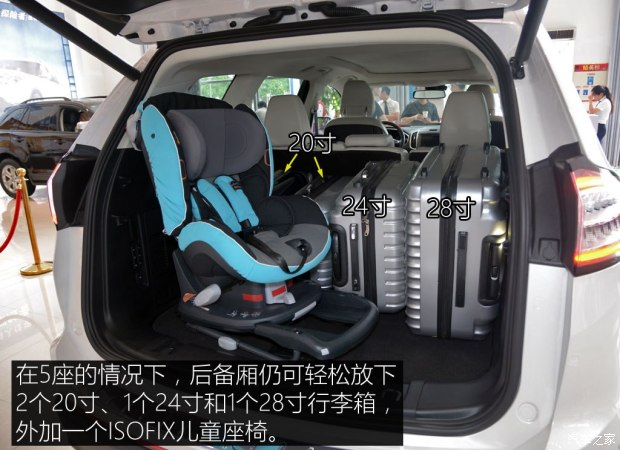 20寸
24寸
28寸
在5座的情况下，后备厢仍可轻松放下
2个20寸、1个24寸和1个28寸行李箱，
外加一个ISOFIX儿童座椅。